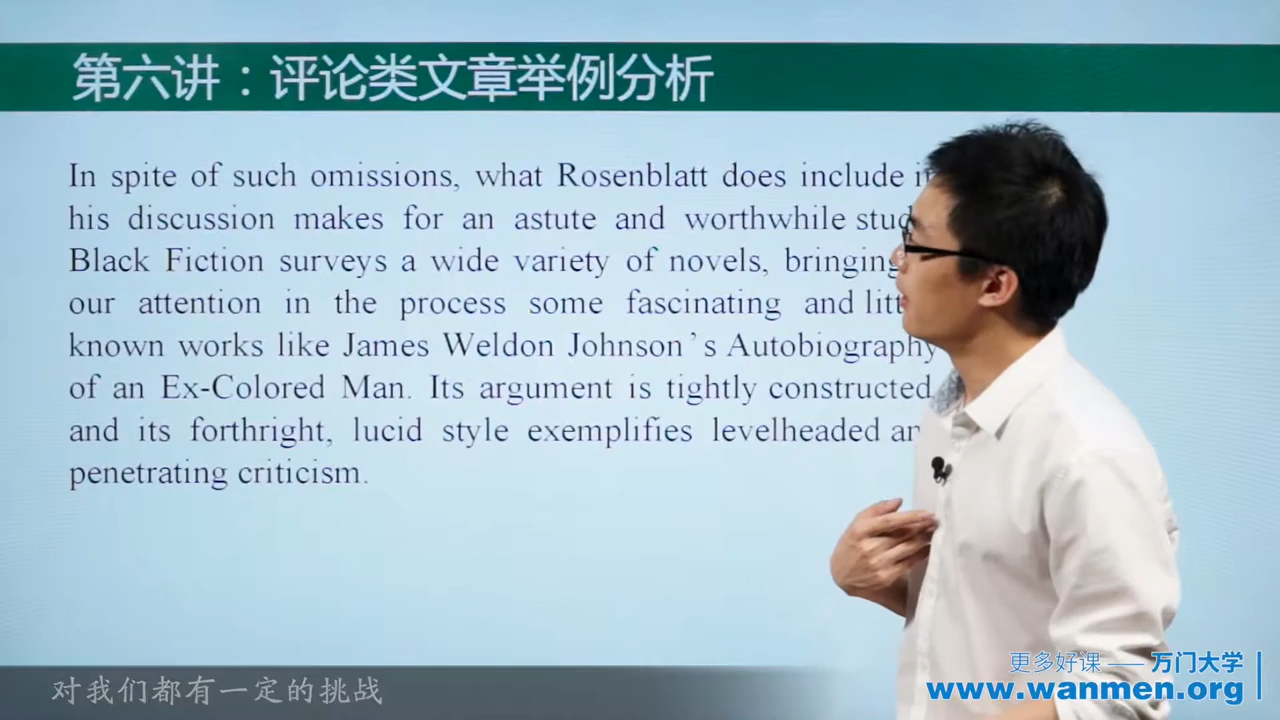 第六讲：评论类文章举例分析
In spite of such omissions, what Rosenblatt does include
his discussion makes for an astute and worthwhile
Black Fiction surveys a wide variety of novels, bringing
our attention in the process some fascinating and
known works like James Weldon Johnson's Autobiography
of an Ex-Colored Man. Its argument is tightly constructed
and its forthright, lucid style exemplifies levelheaded
penetrating criticism.
对我们都有一定的挑战
更多好课 —— 万门大学
www.wanmen.org